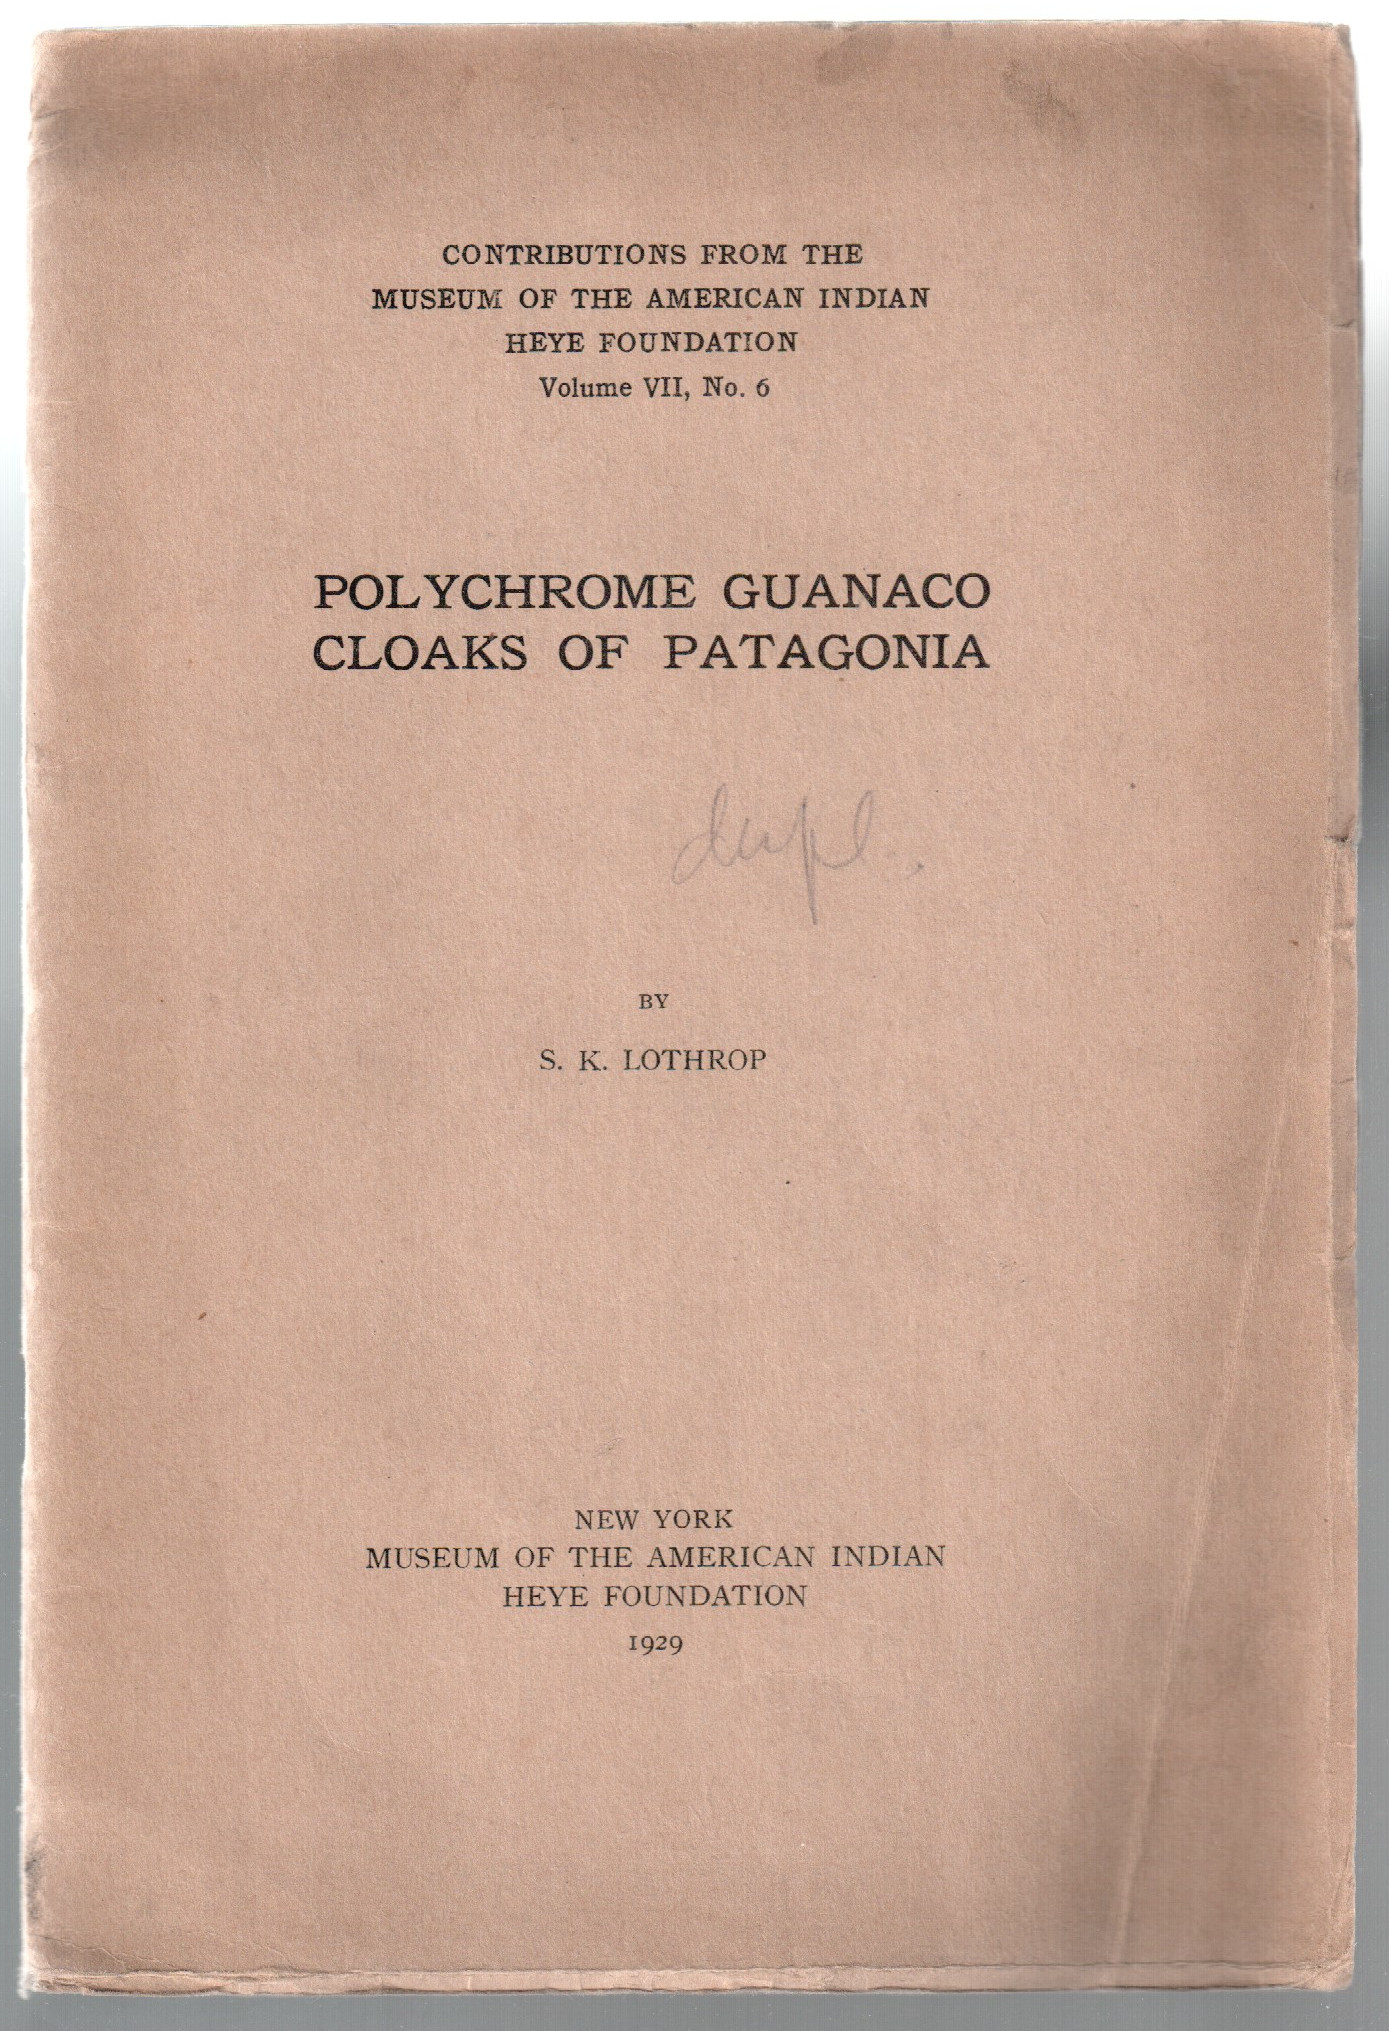 CONTRIBUTIONS FROM THE
MUSEUM OF THE AMERICAN INDIAN
HEYE FOUNDATION
Volume VII, No. 6
POLYCHROME GUANACO
CLOAKS OF PATAGONIA
dupl.
BY
S. K. LOTHROP
NEW YORK
MUSEUM OF THE AMERICAN INDIAN
HEYE FOUNDATION
1929